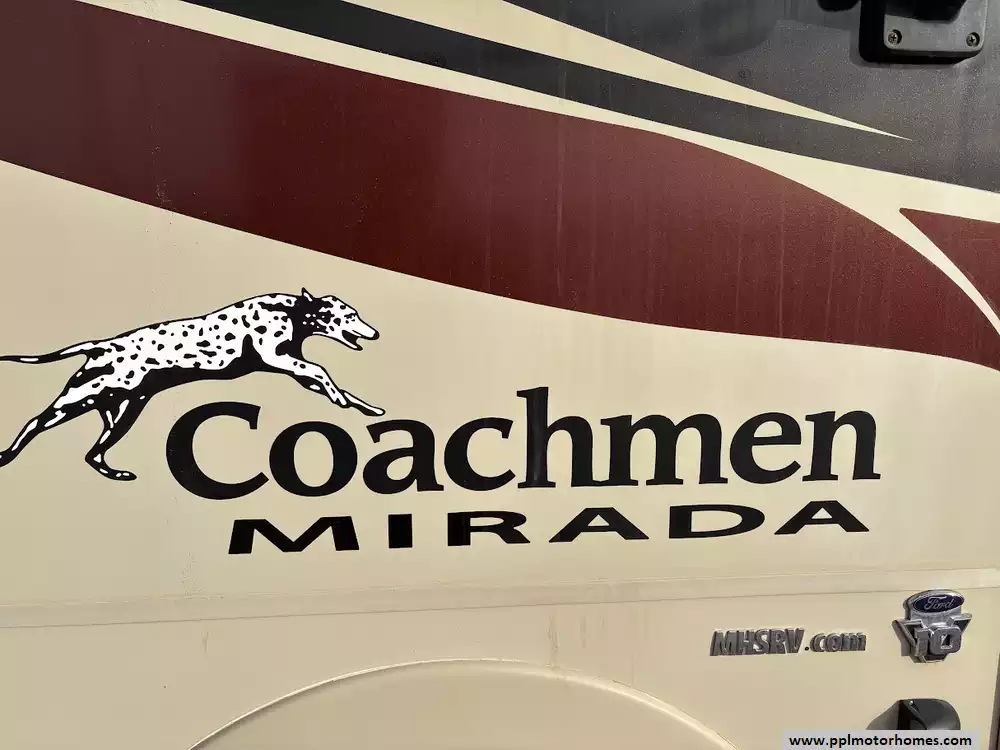 Coachmen
MIRADA
Ford
MHSRV.com
V10
www.pplmotorhomes.com